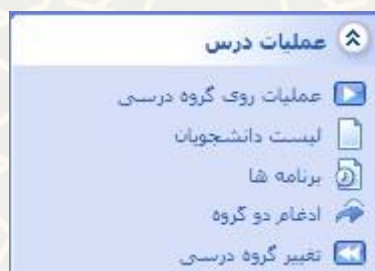 عملیات درس
عملیات روی گروه درسی
لیست دانشجویان
برنامه ها
ادغام دو گروه
تغییر گروه درسی